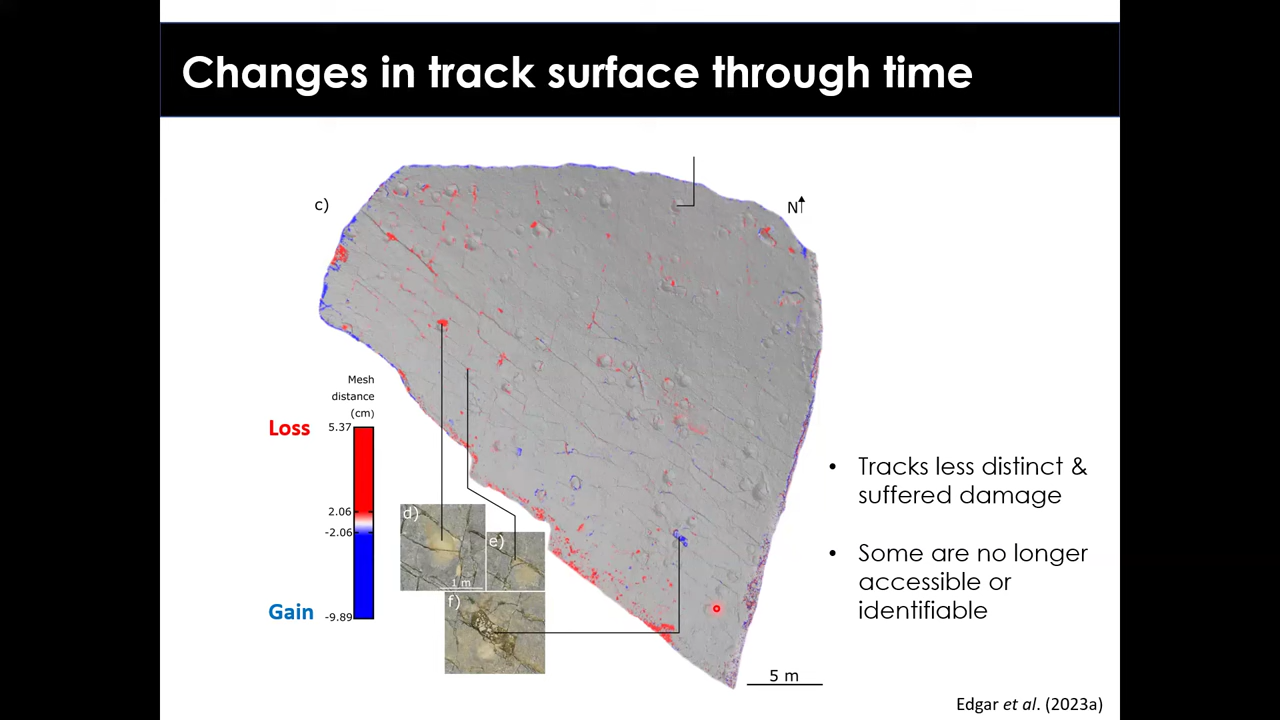 Changes in track surface through time
c)
N
Mesh
distance
(cm)
Loss
5.37
2.06
-2.06
Gain
-9.89
d)
e)
1 m
f)
• Tracks less distinct &
suffered damage
• Some are no longer
accessible or
identifiable
5 m
Edgar et al. (2023a)